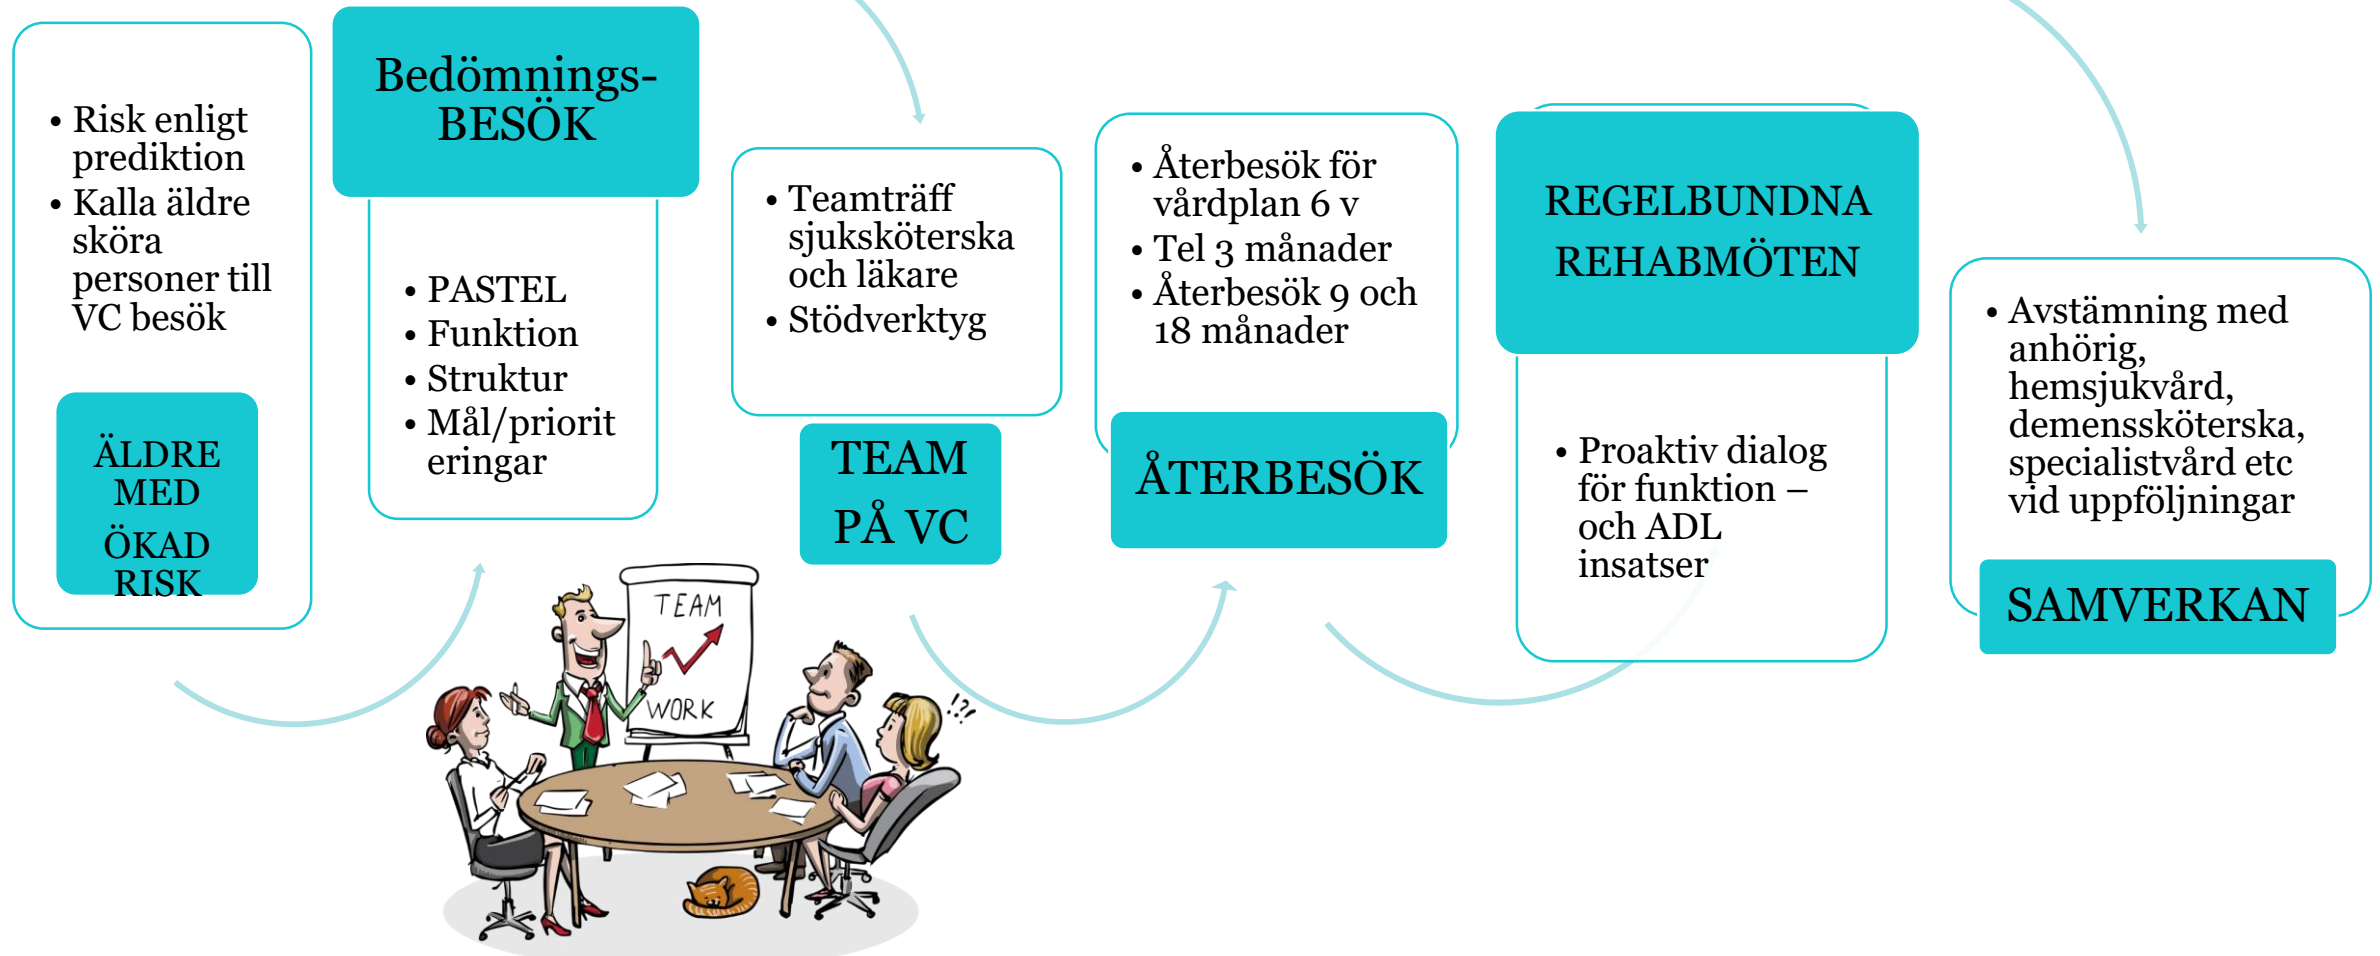 • Risk enligt
prediktion
• Kalla äldre
sköra
personer till
VC besök
ÄLDRE
MED
ÖKAD
RISK
Bedömnings-
BESÖK
• PASTEL
• Funktion
• Struktur
• Mål/priorit
eringar
• Teamträff
sjuksköterska
och läkare
• Stödverktyg
TEAM
PÅ VC
• Återbesök för
vårdplan 6 v
• Tel 3 månader
• Återbesök 9 och
18 månader
ÅTERBESÖK
REGELBUNDNA
REHABMÖTEN
• Proaktiv dialog
för funktion –
och ADL
insatser
• Avstämning med
anhörig,
hemsjukvård,
demenssköterska,
specialistvård etc
vid uppföljningar
SAMVERKAN
TEAM
WORK
!?!